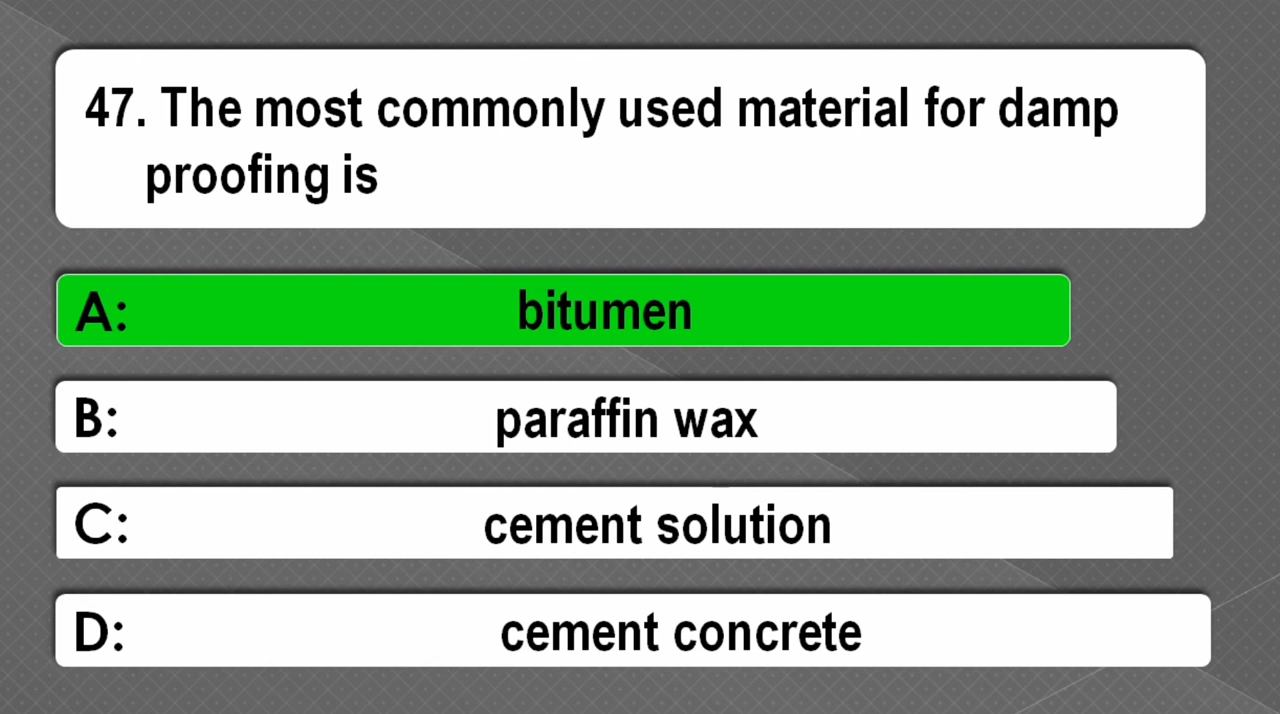 47. The most commonly used material for damp
proofing is
A: bitumen
B: paraffin wax
C: cement solution
D: cement concrete